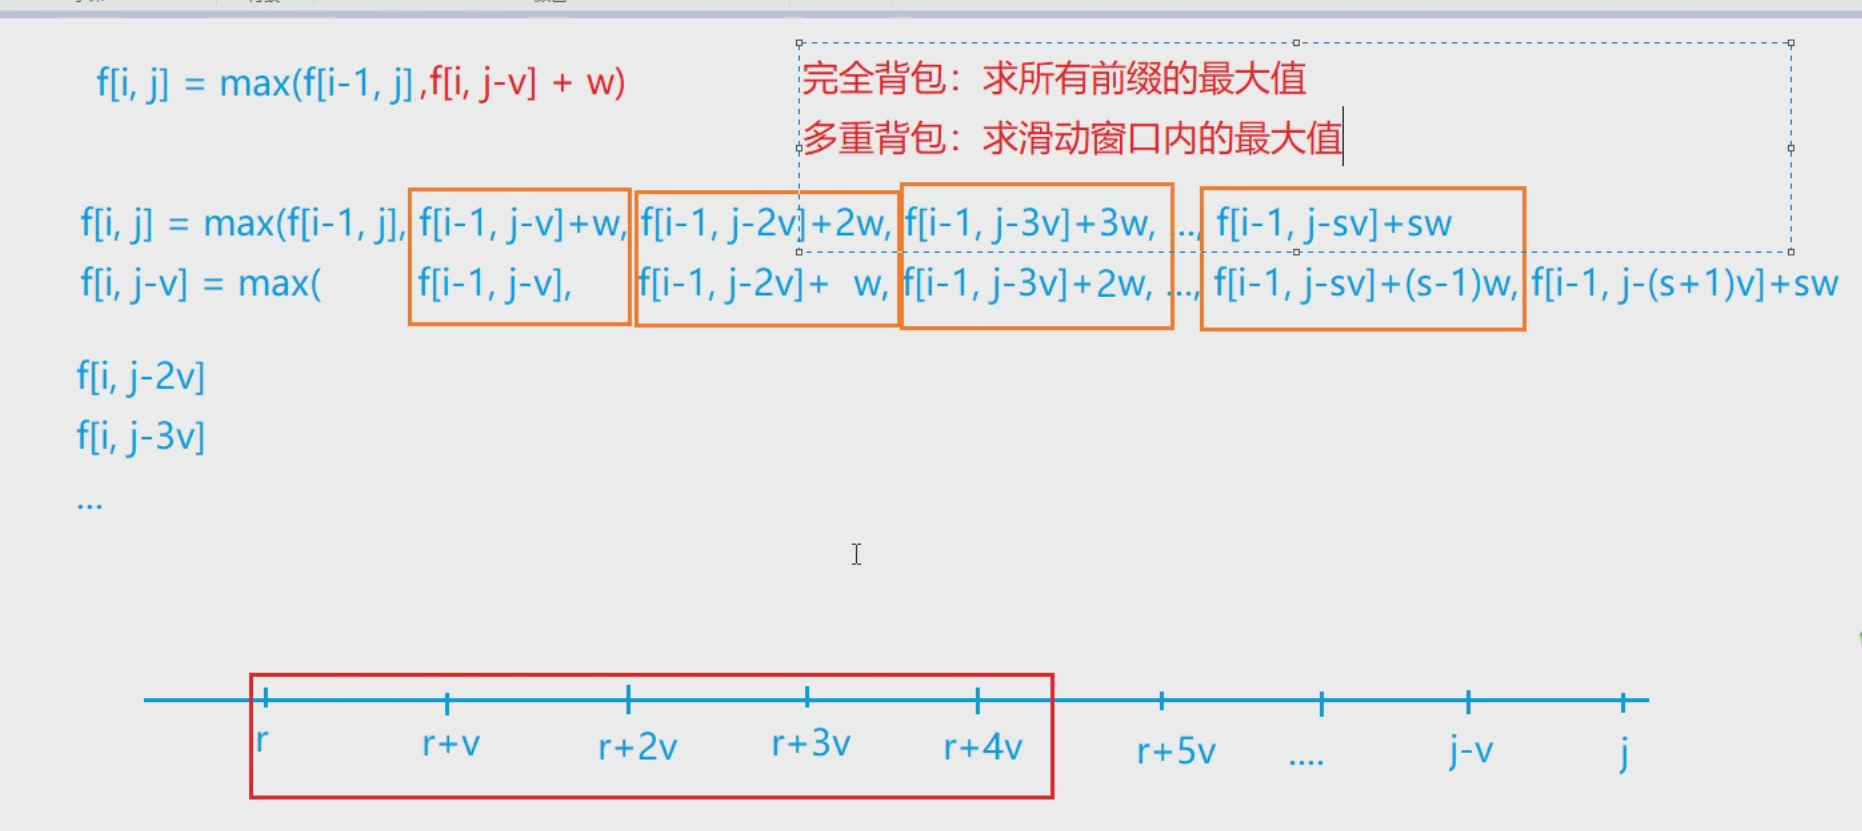 f[i, j] = max(f[i-1, j],f[i, j-v] + w)
完全背包：求所有前缀的最大值
多重背包：求滑动窗口内的最大值
f[i, j] = max(f[i-1, j], f[i-1, j-v]+w, f[i-1, j-2v]+2w, f[i-1, j-3v]+3w, ..., f[i-1, j-sv]+sw
f[i, j-v] = max( f[i-1, j-v], f[i-1, j-2v]+ w, f[i-1, j-3v]+2w, ..., f[i-1, j-sv]+(s-1)w, f[i-1, j-(s+1)v]+sw
f[i, j-2v]
f[i, j-3v]
...
r r+v r+2v r+3v r+4v r+5v .... j-v j